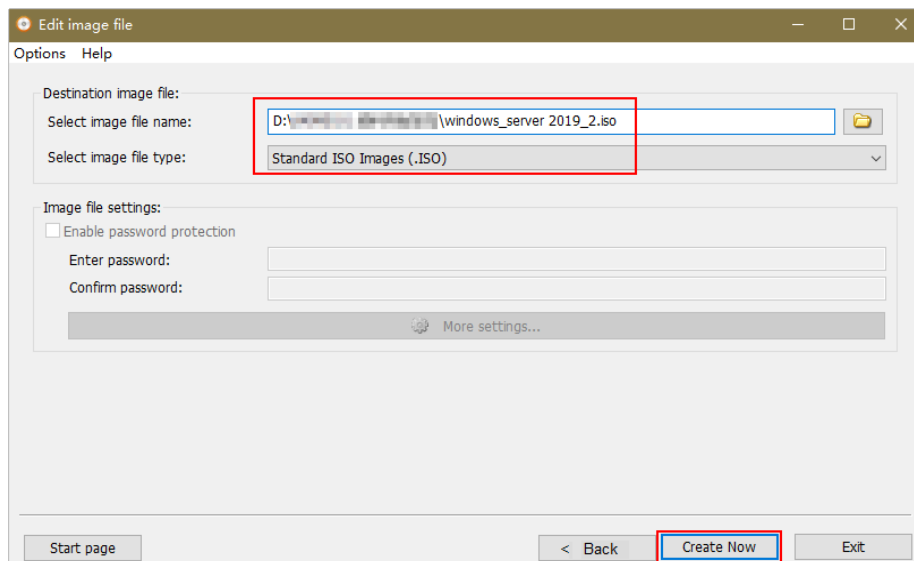 Edit image file
Options Help
Destination image file:
Select image file name: D:\ \windows_server 2019_2.iso
Select image file type: Standard ISO Images (.ISO)
Image file settings:
Enable password protection
Enter password:
Confirm password:
More settings...
Start page < Back Create Now Exit